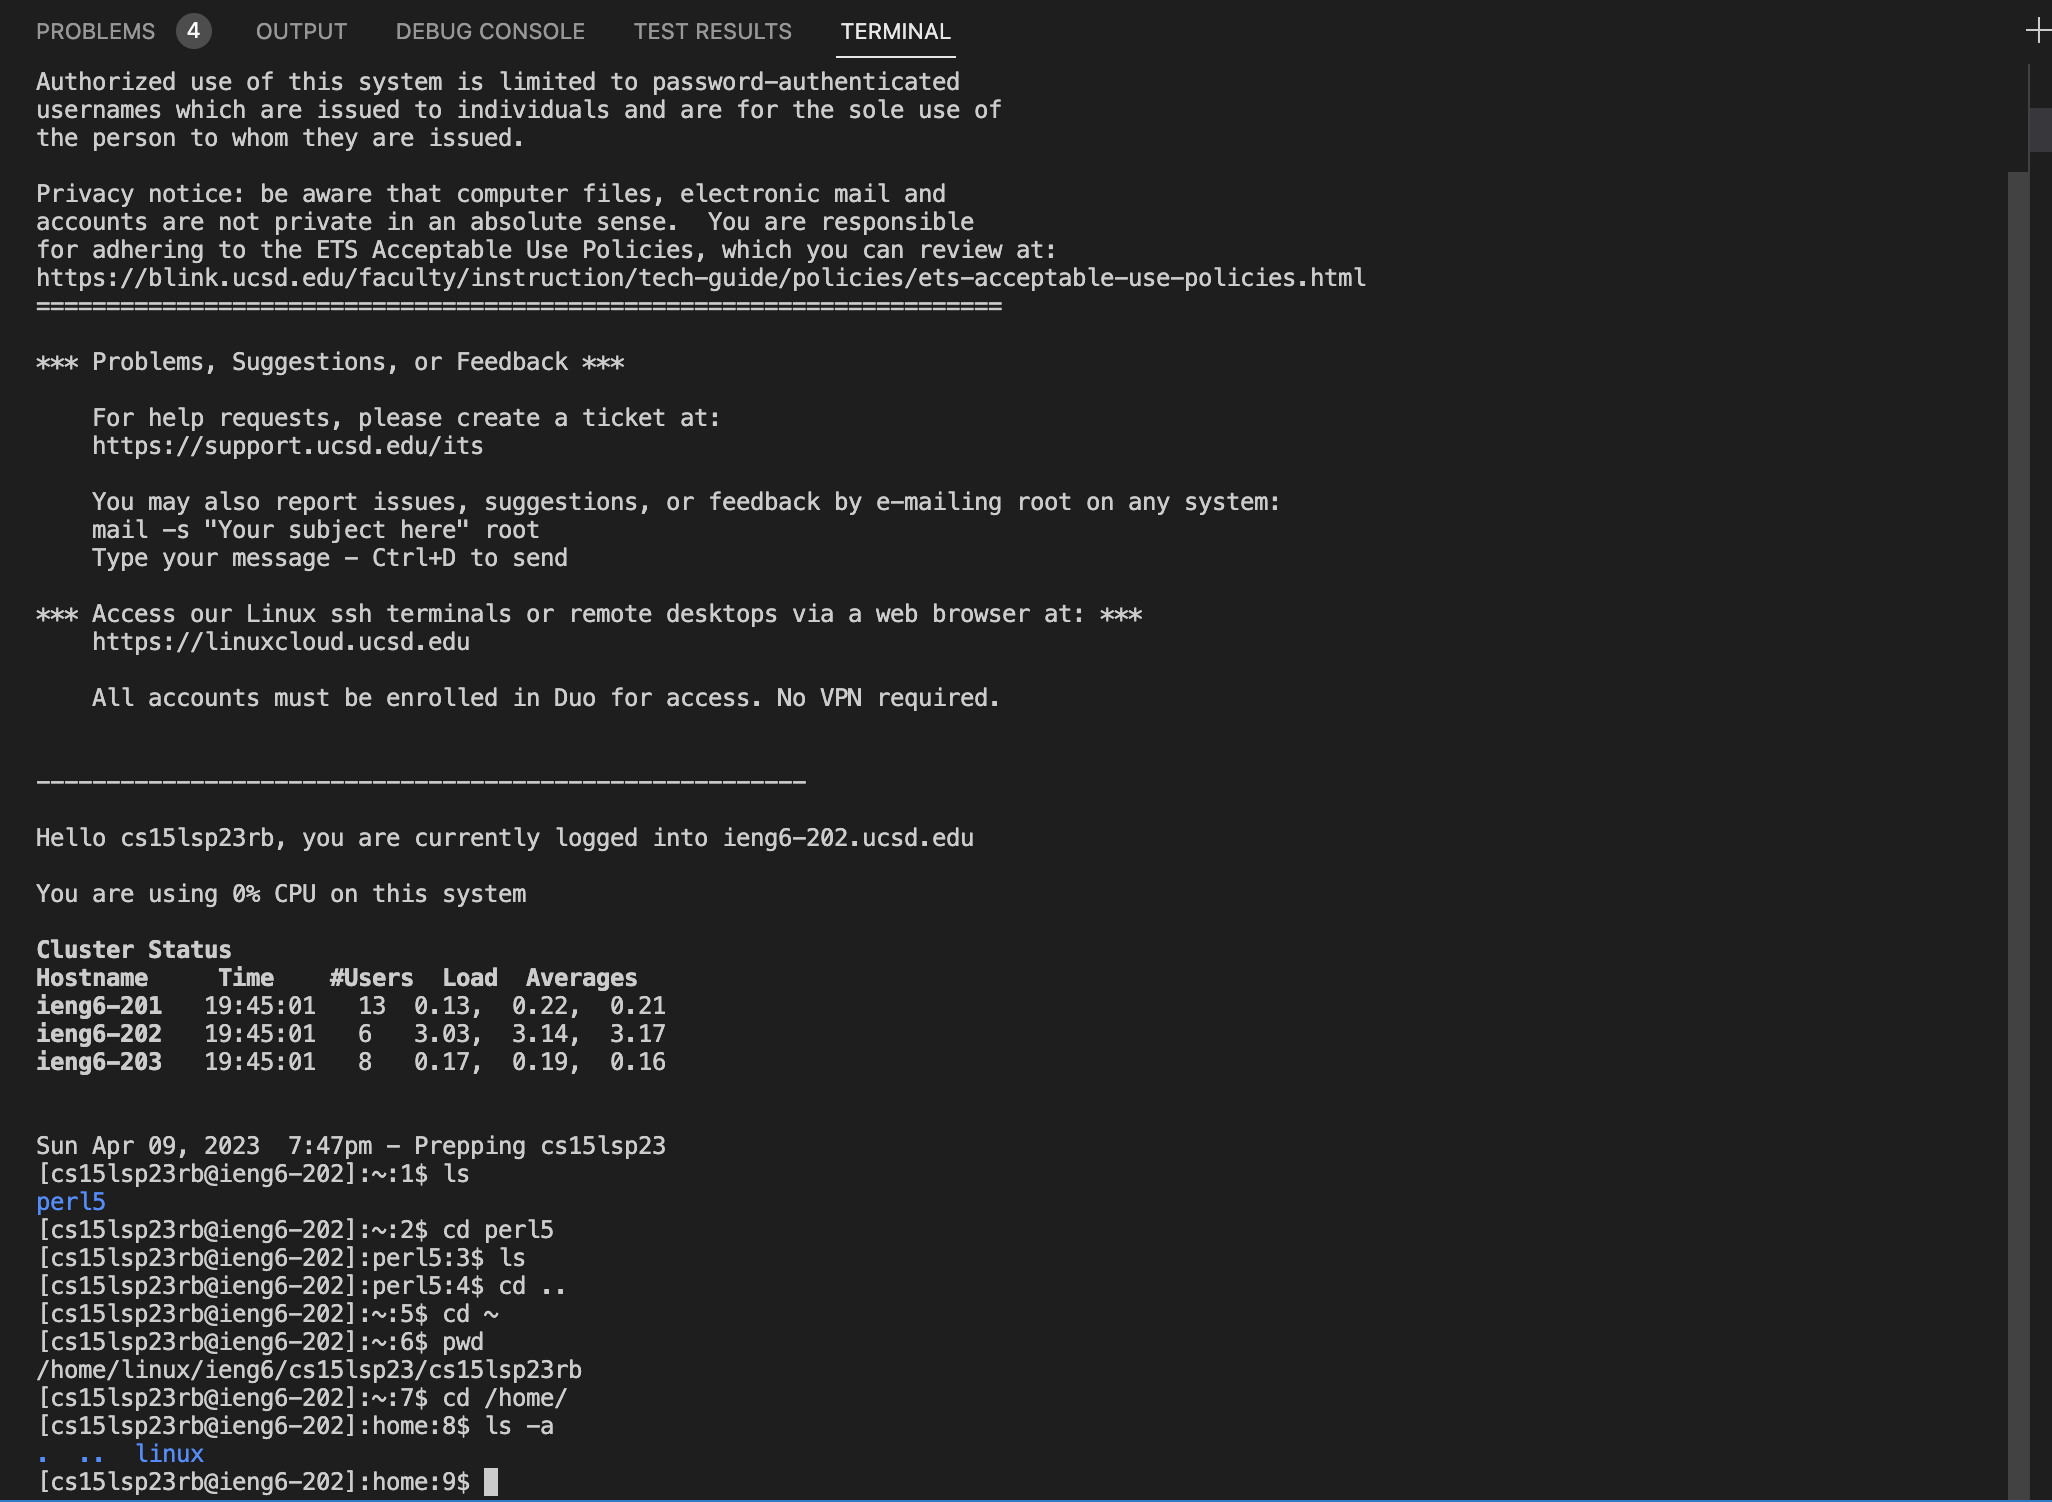 PROBLEMS 4 OUTPUT DEBUG CONSOLE TEST RESULTS TERMINAL
Authorized use of this system is limited to password-authenticated
usernames which are issued to individuals and are for the sole use of
the person to whom they are issued.
Privacy notice: be aware that computer files, electronic mail and
accounts are not private in an absolute sense.  You are responsible
for adhering to the ETS Acceptable Use Policies, which you can review at:
https://blink.ucsd.edu/faculty/instruction/tech-guide/policies/ets-acceptable-use-policies.html
=====================================================================
*** Problems, Suggestions, or Feedback ***
For help requests, please create a ticket at:
https://support.ucsd.edu/its
You may also report issues, suggestions, or feedback by e-mailing root on any system:
mail -s "Your subject here" root
Type your message - Ctrl+D to send
*** Access our Linux ssh terminals or remote desktops via a web browser at: ***
https://linuxcloud.ucsd.edu
All accounts must be enrolled in Duo for access. No VPN required.
-------------------------------------------------------
Hello cs15lsp23rb, you are currently logged into ieng6-202.ucsd.edu
You are using 0% CPU on this system
Cluster Status
Hostname     Time    #Users  Load  Averages
ieng6-201   19:45:01   13  0.13,  0.22,  0.21
ieng6-202   19:45:01   6   3.03,  3.14,  3.17
ieng6-203   19:45:01   8   0.17,  0.19,  0.16
Sun Apr 09, 2023  7:47pm - Prepping cs15lsp23
[cs15lsp23rb@ieng6-202]:~:1$ ls
perl5
[cs15lsp23rb@ieng6-202]:~:2$ cd perl5
[cs15lsp23rb@ieng6-202]:perl5:3$ ls
[cs15lsp23rb@ieng6-202]:perl5:4$ cd ..
[cs15lsp23rb@ieng6-202]:~:5$ cd ~
[cs15lsp23rb@ieng6-202]:~:6$ pwd
/home/linux/ieng6/cs15lsp23/cs15lsp23rb
[cs15lsp23rb@ieng6-202]:~:7$ cd /home/
[cs15lsp23rb@ieng6-202]:home:8$ ls -a
.  ..  linux
[cs15lsp23rb@ieng6-202]:home:9$